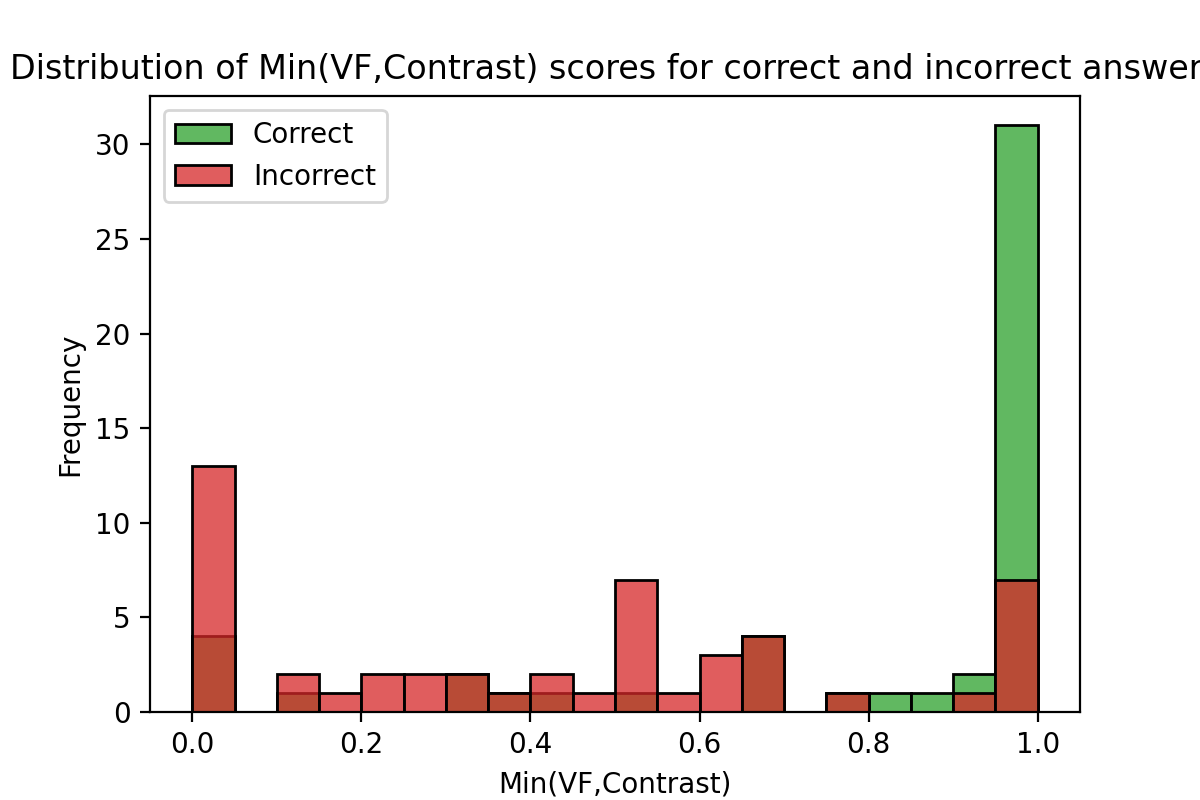 Distribution of Min(VF,Contrast) scores for correct and incorrect answer
Correct
Incorrect
30
25
20
15
10
5
0
Frequency
0.0 0.2 0.4 0.6 0.8 1.0
Min(VF,Contrast)